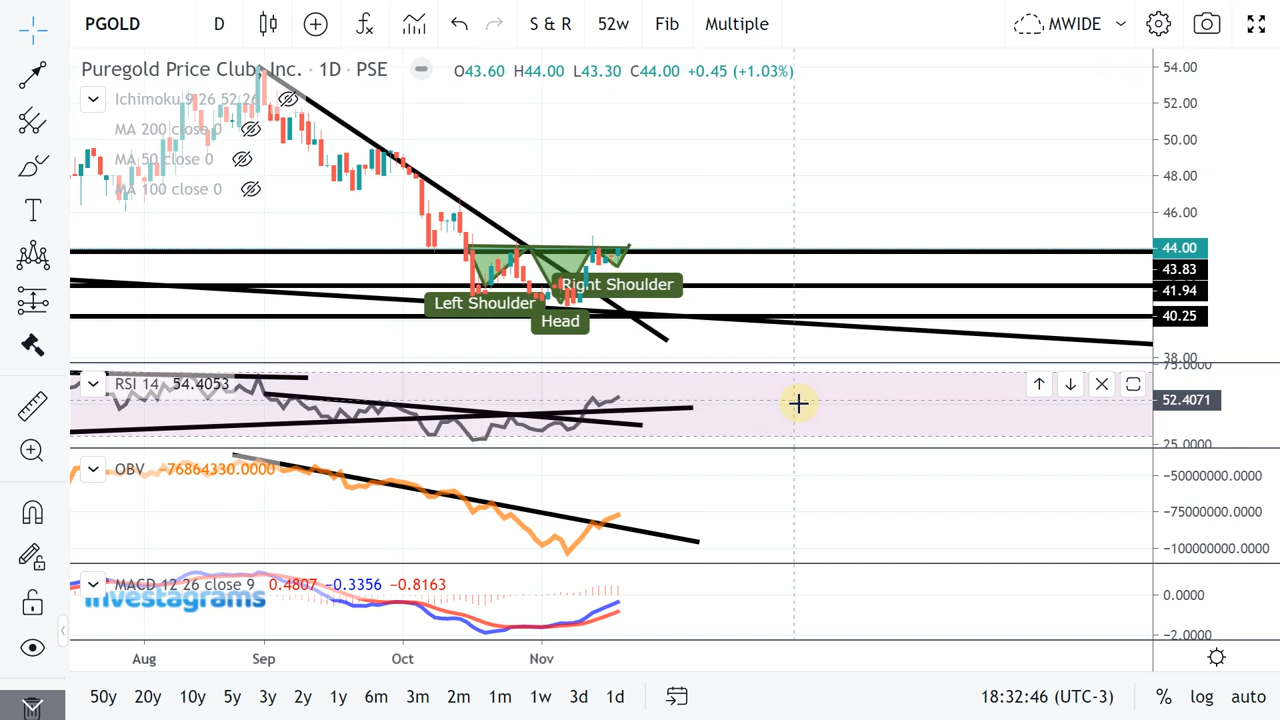 PGOLD D S & R 52w Fib Multiple MWIDE
Puregold Price Club, Inc. · 1D · PSE O43.60 H44.00 L43.30 C44.00 +0.45 (+1.03%)
Ichimoku 9 26 52 26
MA 200 close 0
MA 50 close 0
MA 100 close 0
54.00
52.00
50.00
48.00
46.00
44.00
43.83
41.94
40.25
38.00
Right Shoulder
Left Shoulder
Head
RSI 14 54.4053
75.0000
52.4071
25.0000
OBV −76864330.0000
−50000000.0000
−75000000.0000
−100000000.0000
MACD 12 26 close 9 0.4807 −0.3356 −0.8163
investagrams
0.0000
−2.0000
Aug Sep Oct Nov
50y 20y 10y 5y 3y 2y 1y 6m 3m 2m 1m 1w 3d 1d 18:32:46 (UTC-3) % log auto